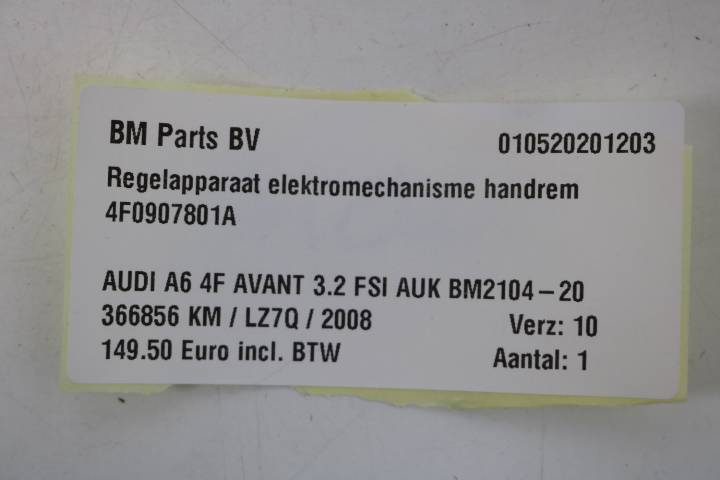 BM Parts BV 010520201203
Regelapparaat elektromechanisme handrem
4F0907801A
AUDI A6 4F AVANT 3.2 FSI AUK BM2104-20
366856 KM / LZ7Q / 2008 Verz: 10
149.50 Euro incl. BTW Aantal: 1